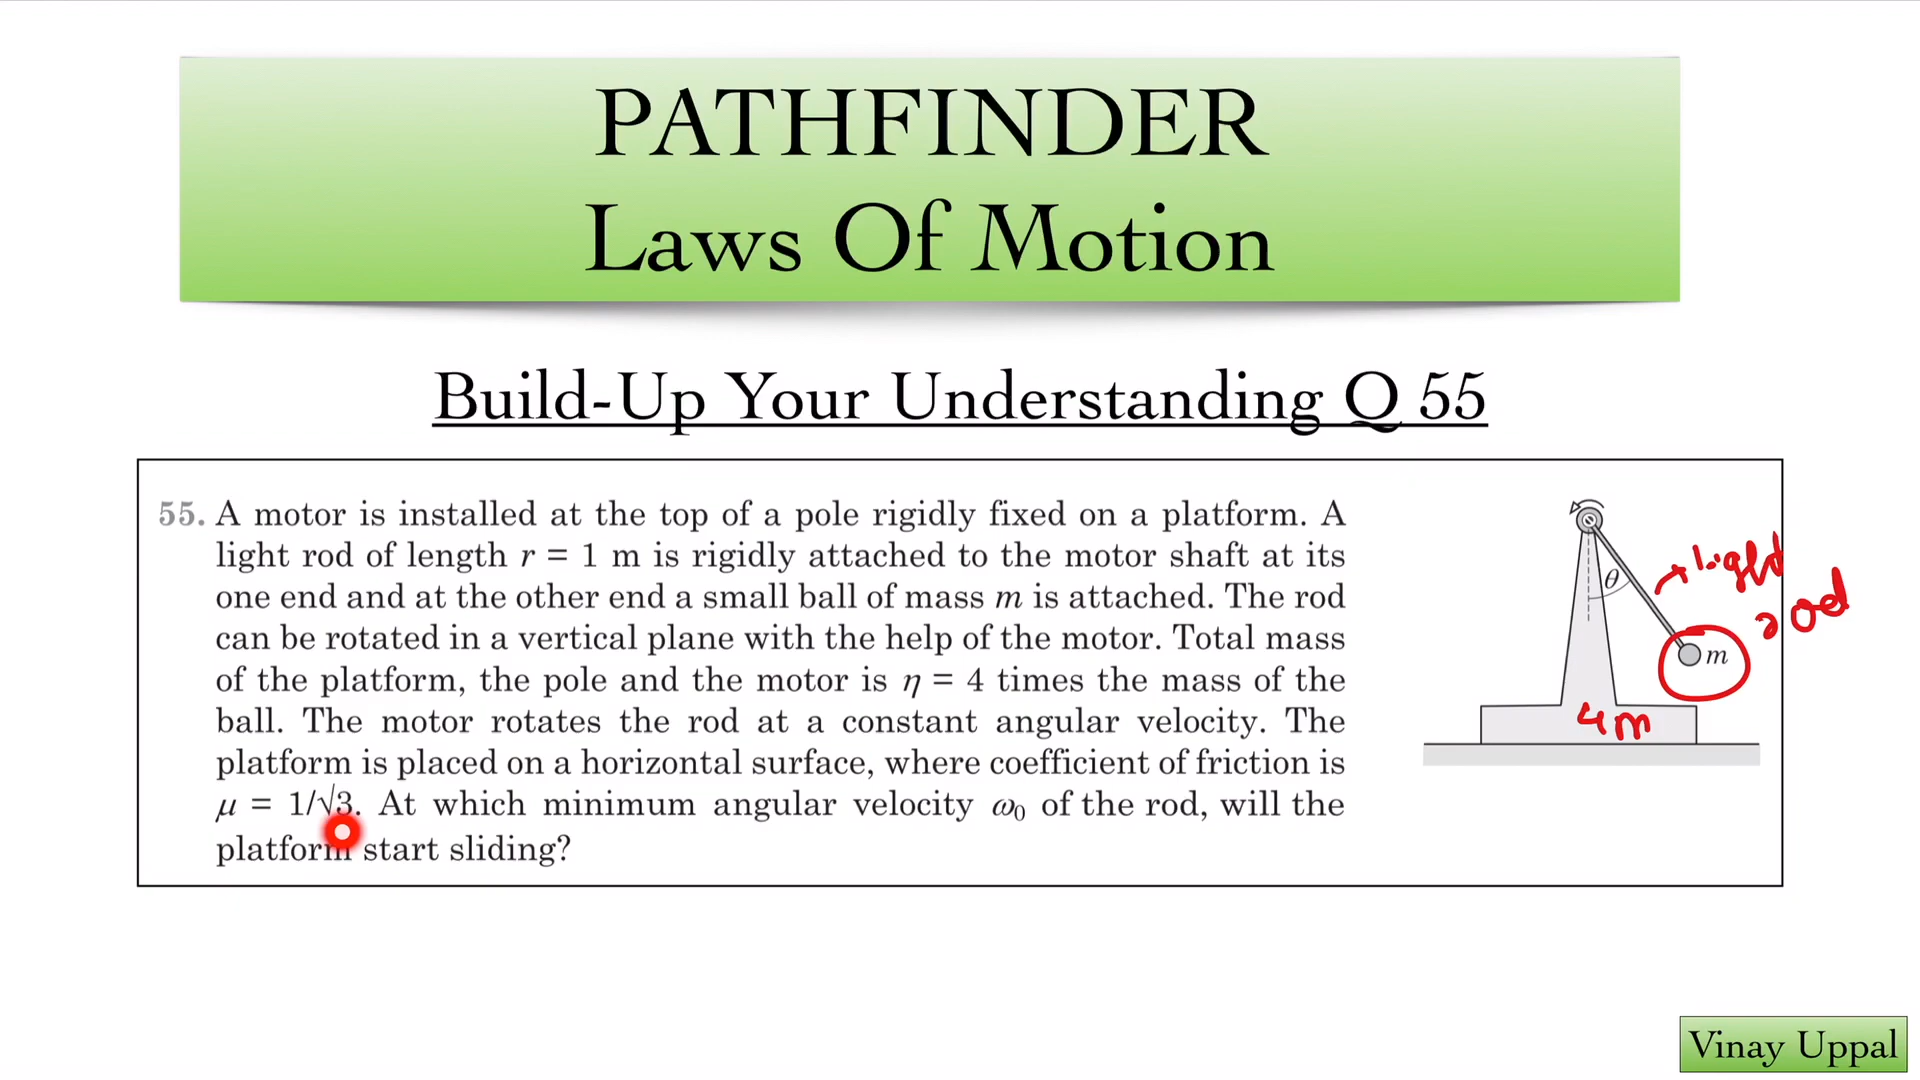 PATHFINDER
Laws Of Motion
Build-Up Your Understanding Q 55
55. A motor is installed at the top of a pole rigidly fixed on a platform. A
light rod of length r = 1 m is rigidly attached to the motor shaft at its
one end and at the other end a small ball of mass m is attached. The rod
can be rotated in a vertical plane with the help of the motor. Total mass
of the platform, the pole and the motor is η = 4 times the mass of the
ball. The motor rotates the rod at a constant angular velocity. The
platform is placed on a horizontal surface, where coefficient of friction is
μ = 1/√3. At which minimum angular velocity ω₀ of the rod, will the
platform start sliding?
θ
light
rod
m
4m
Vinay Uppal